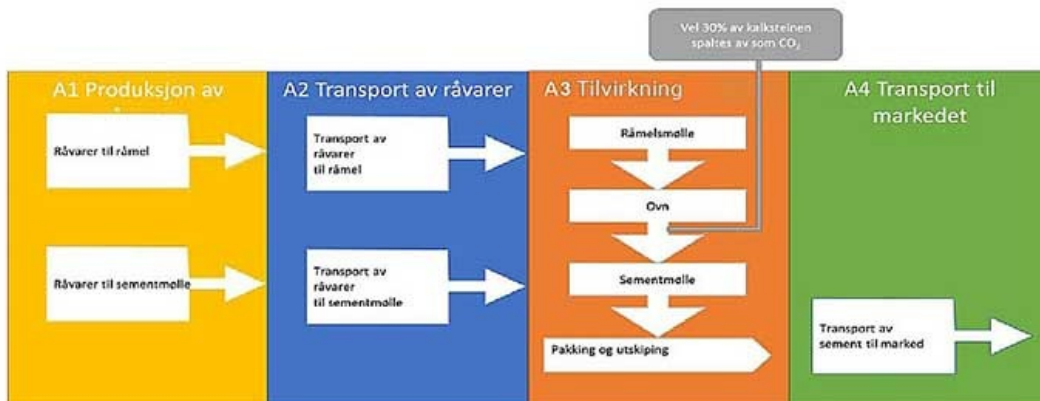 Vel 30% av kalksteinen
spaltes av som CO₂
A1 Produksjon av
Råvarer til råmel
Råvarer til sementmølle
A2 Transport av råvarer
Transport av
råvarer
til råmel
Transport av
råvarer
til sementmølle
A3 Tilvirkning
Råmelsmølle
Ovn
Sementmølle
Pakking og utskiping
A4 Transport til
markedet
Transport av
sement til marked